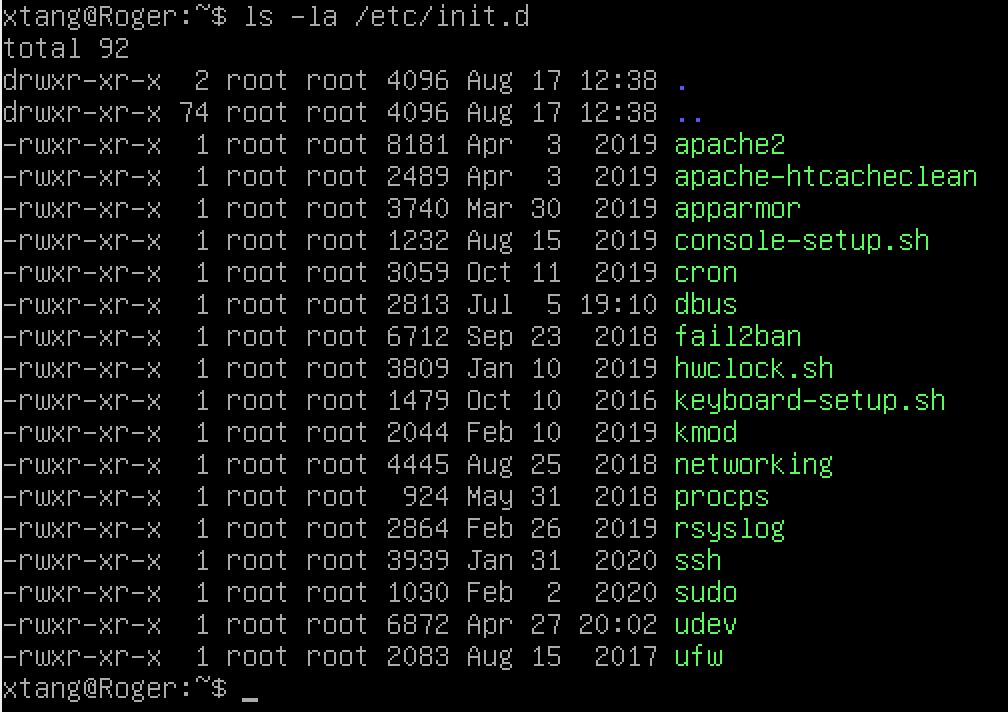 xtang@Roger:~$ ls -la /etc/init.d
total 92
drwxr-xr-x  2 root root 4096 Aug 17 12:38 .
drwxr-xr-x 74 root root 4096 Aug 17 12:38 ..
-rwxr-xr-x  1 root root 8181 Apr  3  2019 apache2
-rwxr-xr-x  1 root root 2489 Apr  3  2019 apache-htcacheclean
-rwxr-xr-x  1 root root 3740 Mar 30  2019 apparmor
-rwxr-xr-x  1 root root 1232 Aug 15  2019 console-setup.sh
-rwxr-xr-x  1 root root 3059 Oct 11  2019 cron
-rwxr-xr-x  1 root root 2813 Jul  5 19:10 dbus
-rwxr-xr-x  1 root root 6712 Sep 23  2018 fail2ban
-rwxr-xr-x  1 root root 3809 Jan 10  2019 hwclock.sh
-rwxr-xr-x  1 root root 1479 Oct 10  2016 keyboard-setup.sh
-rwxr-xr-x  1 root root 2044 Feb 10  2019 kmod
-rwxr-xr-x  1 root root 4445 Aug 25  2018 networking
-rwxr-xr-x  1 root root  924 May 31  2018 procps
-rwxr-xr-x  1 root root 2864 Feb 26  2019 rsyslog
-rwxr-xr-x  1 root root 3939 Jan 31  2020 ssh
-rwxr-xr-x  1 root root 1030 Feb  2  2020 sudo
-rwxr-xr-x  1 root root 6872 Apr 27 20:02 udev
-rwxr-xr-x  1 root root 2083 Aug 15  2017 ufw
xtang@Roger:~$ _